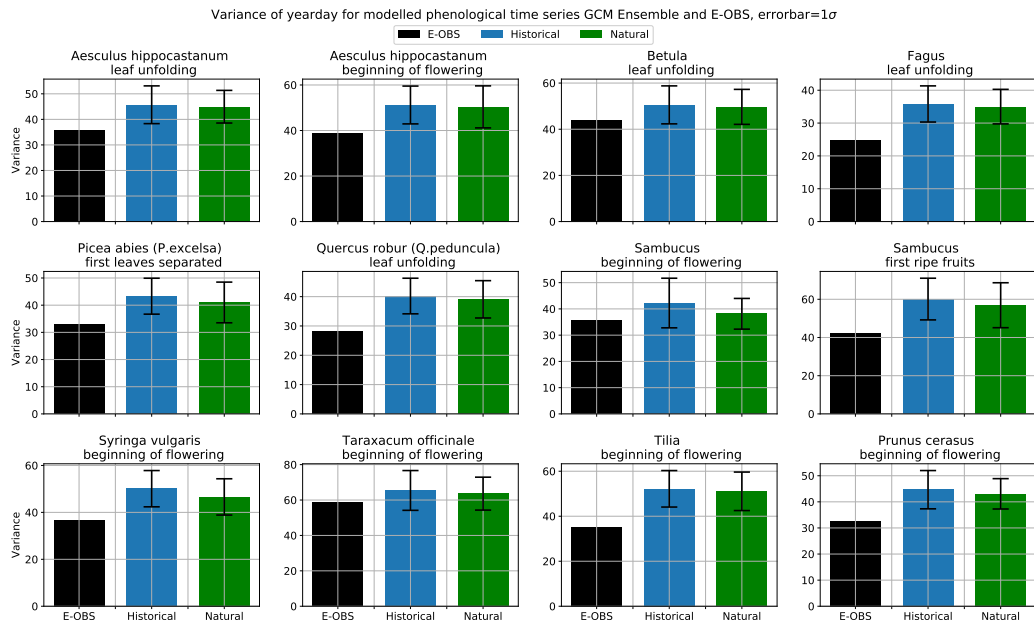 Variance of yearday for modelled phenological time series GCM Ensemble and E-OBS, errorbar=1σ
E-OBS Historical Natural
Aesculus hippocastanum
leaf unfolding
Variance
50
40
30
20
10
0
Aesculus hippocastanum
beginning of flowering
60
40
20
0
Betula
leaf unfolding
60
40
20
0
Fagus
leaf unfolding
40
30
20
10
0
Picea abies (P.excelsa)
first leaves separated
Variance
50
40
30
20
10
0
Quercus robur (Q.peduncula)
leaf unfolding
40
30
20
10
0
Sambucus
beginning of flowering
50
40
30
20
10
0
Sambucus
first ripe fruits
60
40
20
0
Syringa vulgaris
beginning of flowering
Variance
60
40
20
0
E-OBS Historical Natural
Taraxacum officinale
beginning of flowering
80
60
40
20
0
E-OBS Historical Natural
Tilia
beginning of flowering
60
40
20
0
E-OBS Historical Natural
Prunus cerasus
beginning of flowering
50
40
30
20
10
0
E-OBS Historical Natural